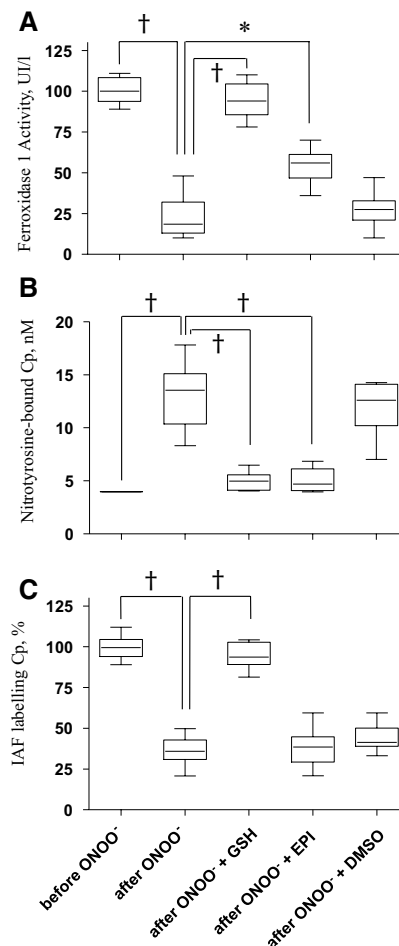 A
Ferroxidase 1 Activity, UI/l
125
100
75
50
25
0
†
*
†
B
Nitrotyrosine-bound Cp, nM
20
15
10
5
0
†
†
†
C
IAF labelling Cp, %
125
100
75
50
25
0
†
†
before ONOO⁻
after ONOO⁻
after ONOO⁻ + GSH
after ONOO⁻ + EPI
after ONOO⁻ + DMSO